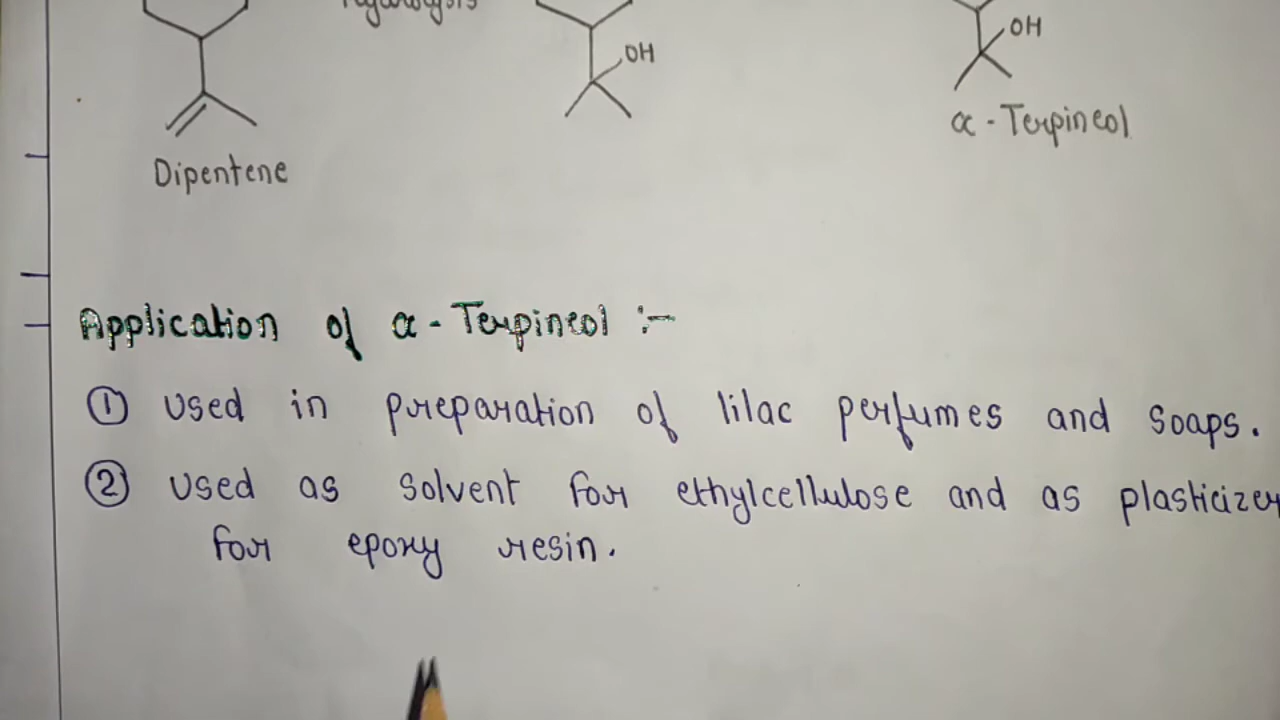 OH
OH
α - Terpineol
Dipentene
Application of α - Terpineol :-
① Used in preparation of lilac perfumes and soaps.
② Used as solvent for ethylcellulose and as plasticizer
for epoxy resin.